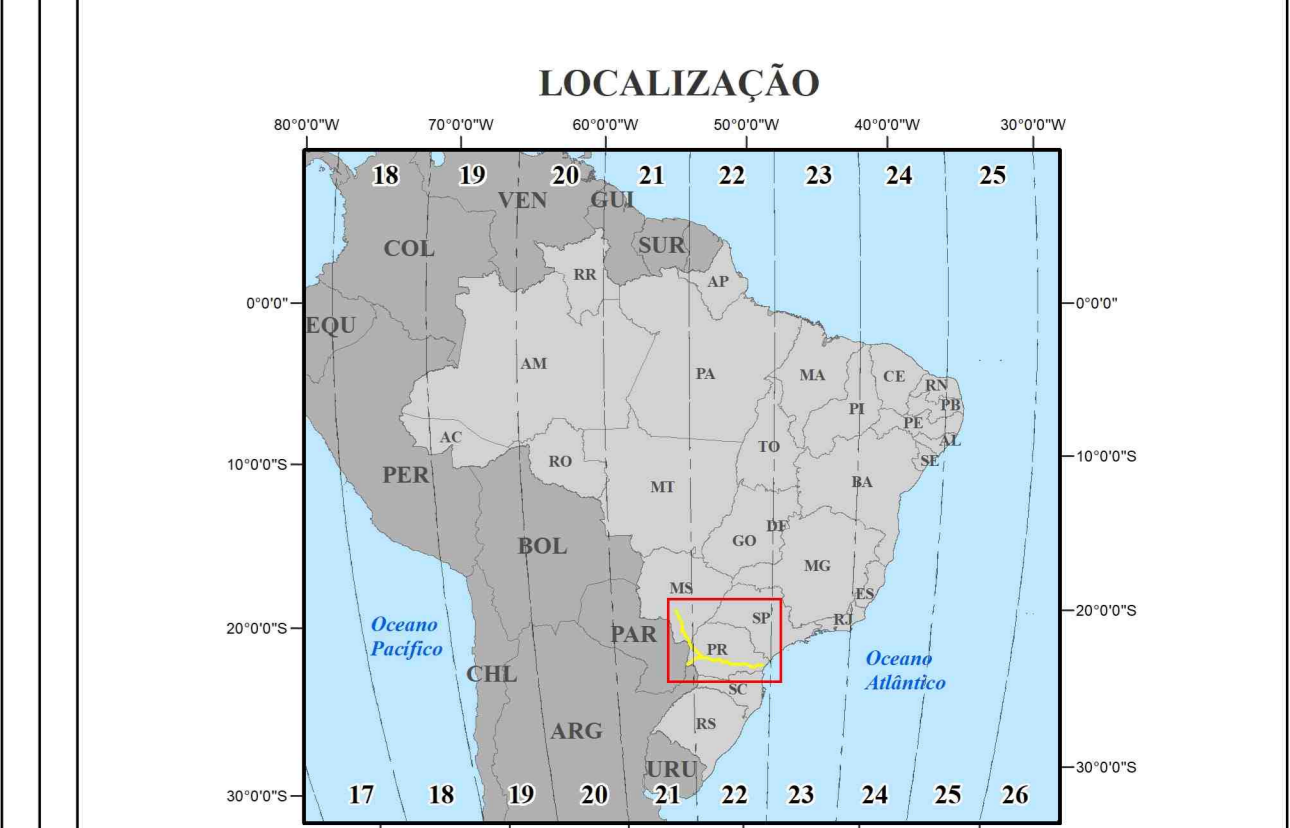 LOCALIZAÇÃO
80°0'0"W 70°0'0"W 60°0'0"W 50°0'0"W 40°0'0"W 30°0'0"W
18 19 20 21 22 23 24 25
VEN GUI
COL SUR
RR AP
0°0'0" 0°0'0"
EQU
AM PA MA CE RN
PI PB
PE
AC TO AL
RO SE
10°0'0"S 10°0'0"S
PER MT BA
DF
BOL GO
MG
MS ES
20°0'0"S
SP RJ
Oceano
Pacífico
20°0'0"S PAR PR
Oceano
Atlântico
CHL SC
ARG RS
URU
30°0'0"S
30°0'0"S
17 18 19 20 21 22 23 24 25 26